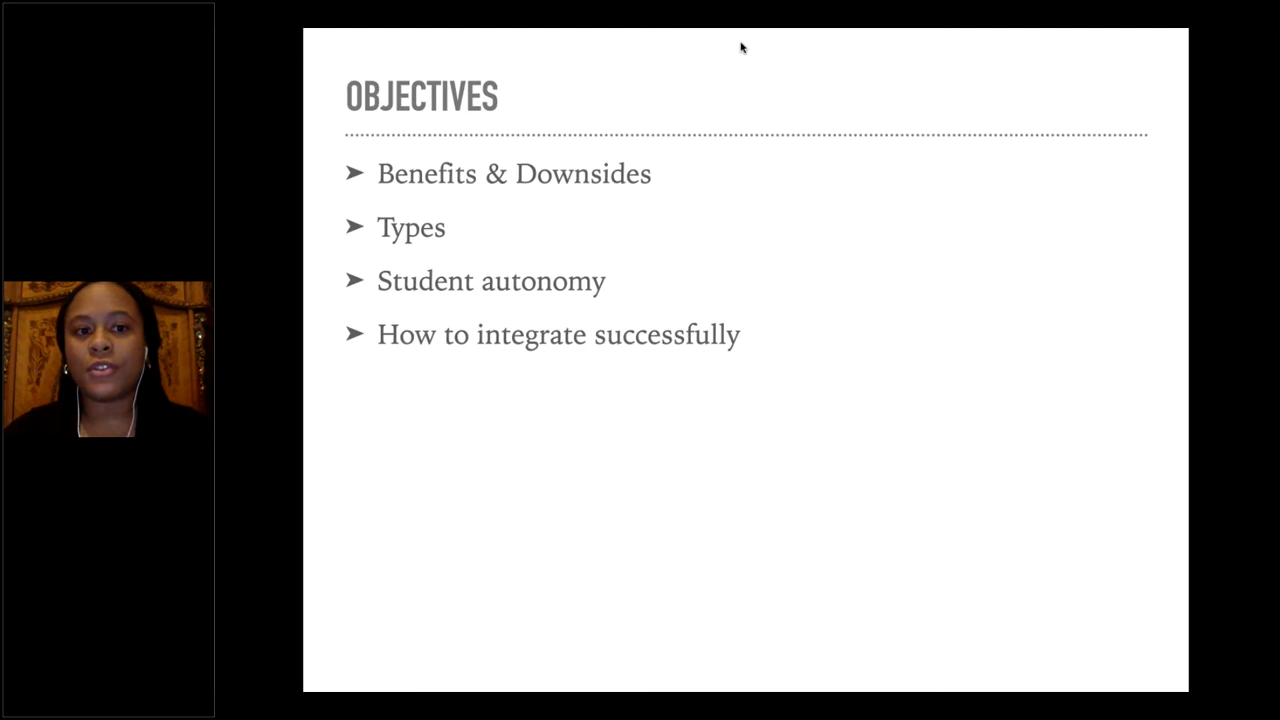 OBJECTIVES
➤ Benefits & Downsides
➤ Types
➤ Student autonomy
➤ How to integrate successfully